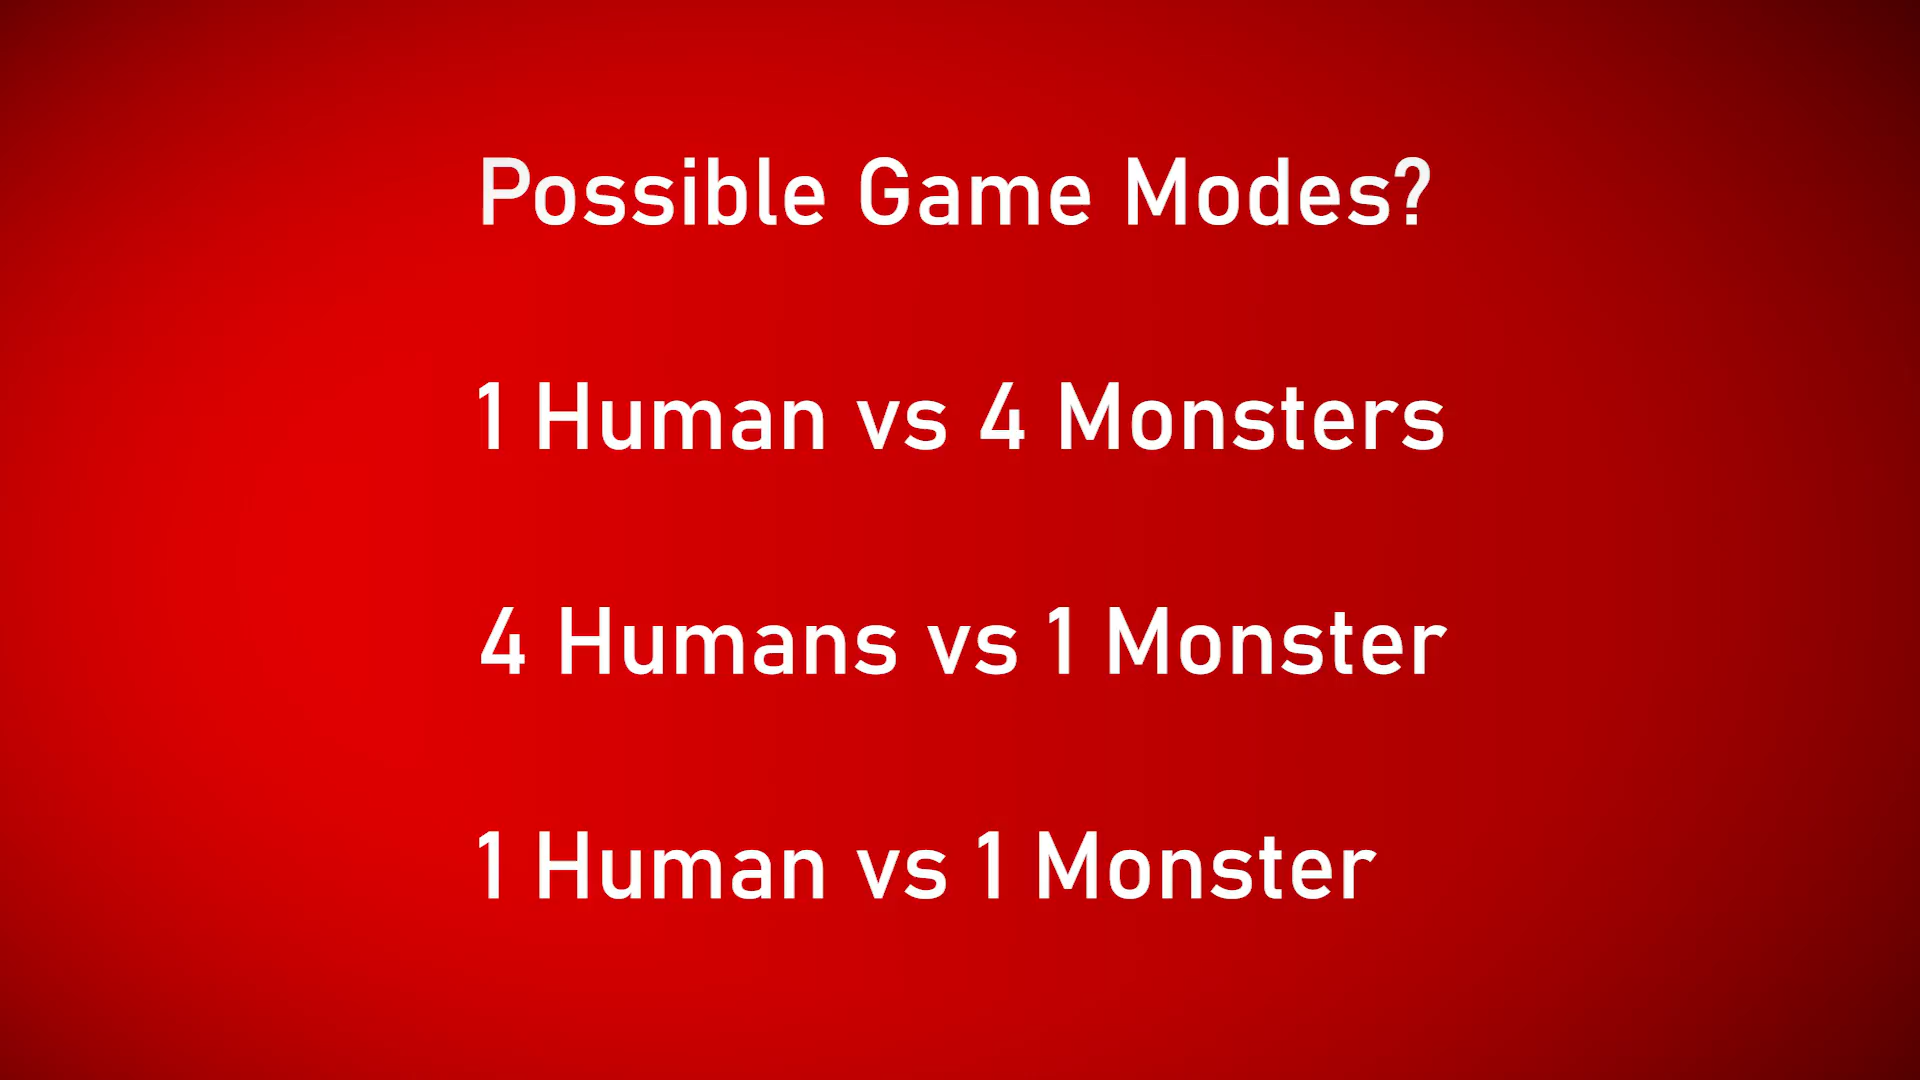 Possible Game Modes?
1 Human vs 4 Monsters
4 Humans vs 1 Monster
1 Human vs 1 Monster